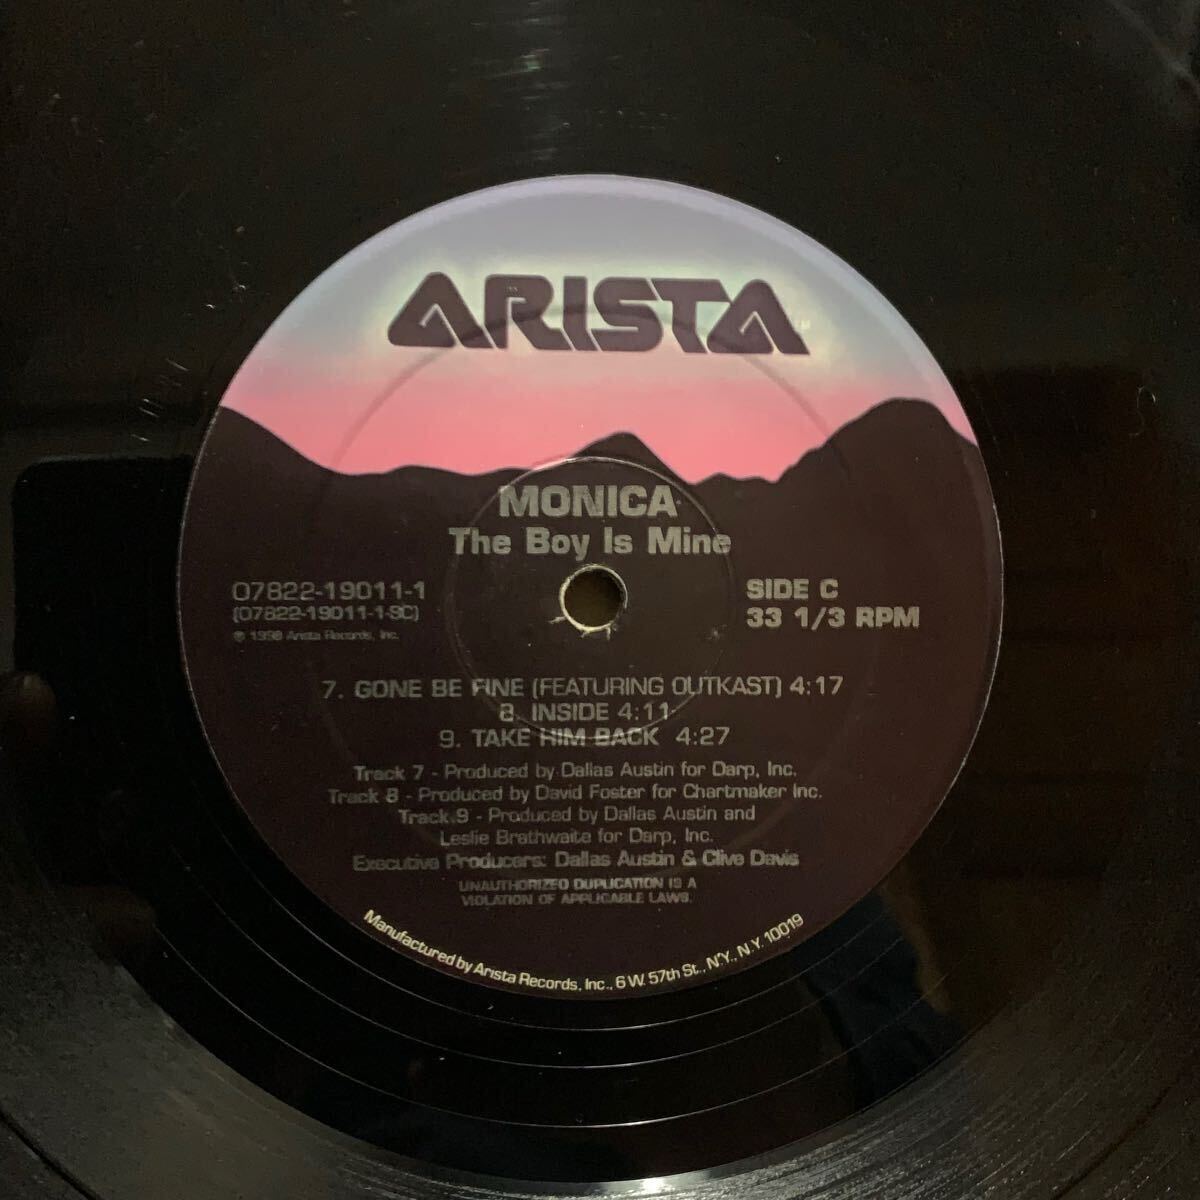 ARISTA
MONICA
The Boy Is Mine
07822-19011-1
(07822-19011-1-SC)
℗ 1998 Arista Records, Inc.
SIDE C
33 1/3 RPM
7. GONE BE FINE (FEATURING OUTKAST) 4:17
8. INSIDE 4:11
9. TAKE HIM BACK 4:27
Track 7 - Produced by Dallas Austin for Darp, Inc.
Track 8 - Produced by David Foster for Chartmaker Inc.
Track 9 - Produced by Dallas Austin and
Leslie Brathwaite for Darp, Inc.
Executive Producers: Dallas Austin & Clive Davis
UNAUTHORIZED DUPLICATION IS A
VIOLATION OF APPLICABLE LAWS.
Manufactured by Arista Records, Inc., 6 W. 57th St., N.Y., N.Y. 10019